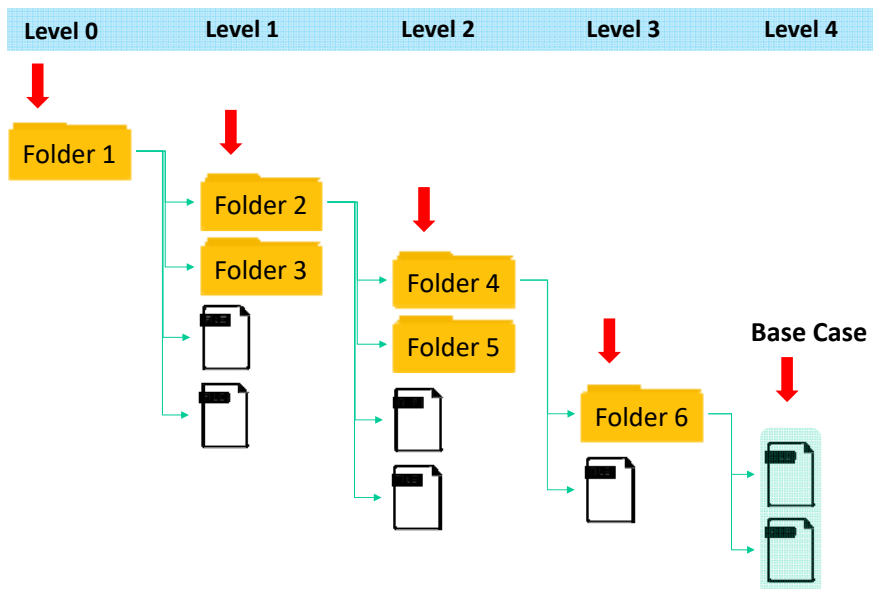 Level 0
Level 1
Level 2
Level 3
Level 4
Folder 1
Folder 2
Folder 3
Folder 4
Folder 5
Base Case
Folder 6